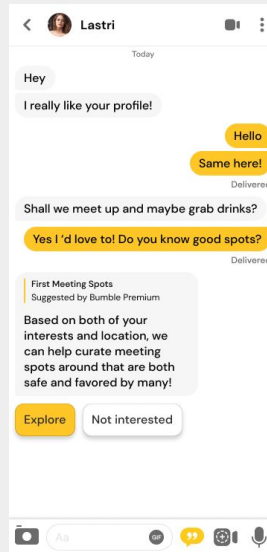 Lastri
Today
Hey
I really like your profile!
Hello
Same here!
Delivered
Shall we meet up and maybe grab drinks?
Yes I ‘d love to! Do you know good spots?
Delivered
First Meeting Spots
Suggested by Bumble Premium
Based on both of your
interests and location, we
can help curate meeting
spots around that are both
safe and favored by many!
Explore
Not interested
Aa
GIF